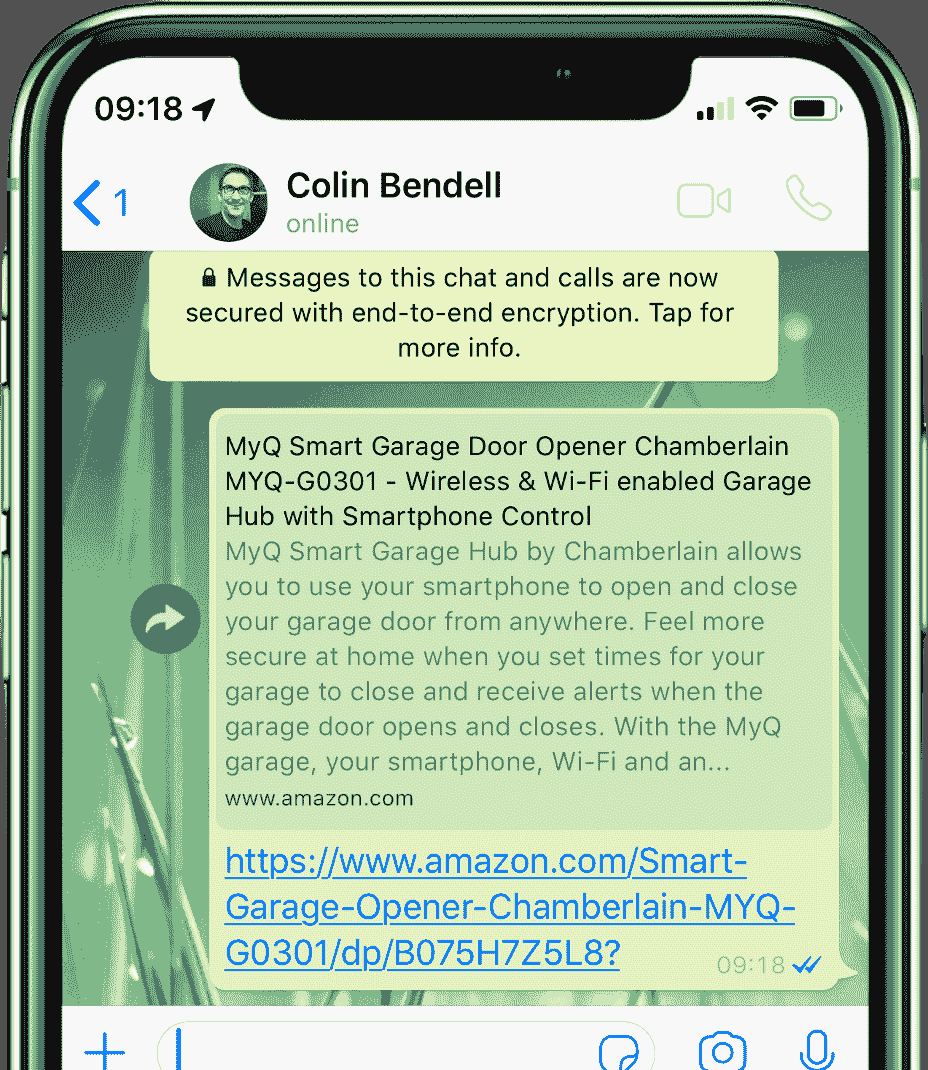 09:18
1
Colin Bendell
online
Messages to this chat and calls are now
secured with end-to-end encryption. Tap for
more info.
MyQ Smart Garage Door Opener Chamberlain
MYQ-G0301 - Wireless & Wi-Fi enabled Garage
Hub with Smartphone Control
MyQ Smart Garage Hub by Chamberlain allows
you to use your smartphone to open and close
your garage door from anywhere. Feel more
secure at home when you set times for your
garage to close and receive alerts when the
garage door opens and closes. With the MyQ
garage, your smartphone, Wi-Fi and an...
www.amazon.com
https://www.amazon.com/Smart-
Garage-Opener-Chamberlain-MYQ-
G0301/dp/B075H7Z5L8?
09:18